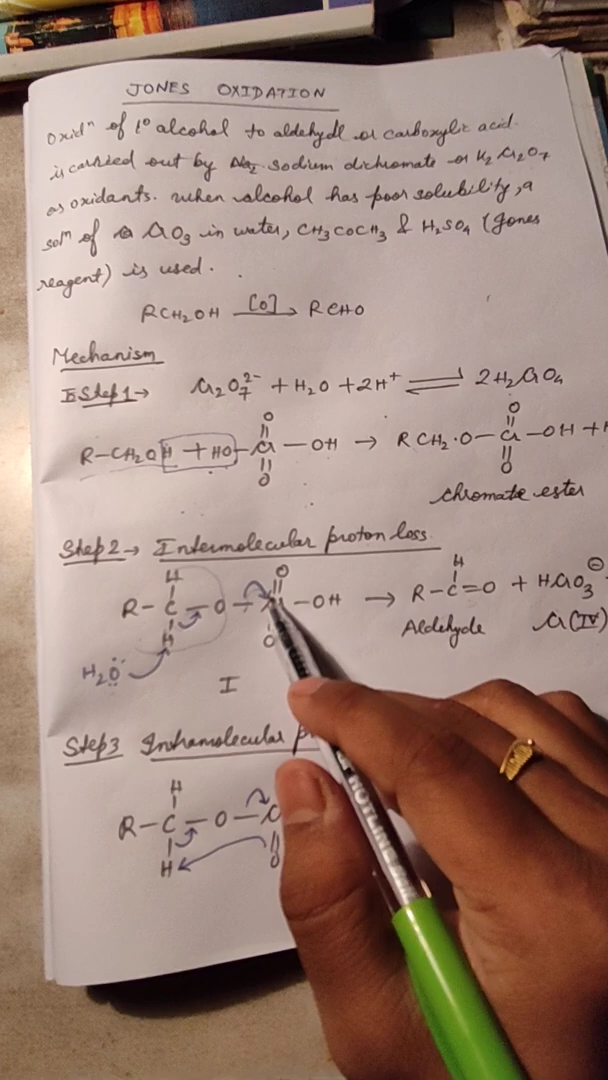 JONES OXIDATION
Oxidⁿ of 1° alcohol to aldehyde or carboxylic acid
is carried out by Na₂ sodium dichromate or K₂Cr₂O₇
as oxidants. When alcohol has poor solubility, a
solⁿ of CrO₃ in water, CH₃COCH₃ & H₂SO₄ (Jones
reagent) is used.
RCH₂OH —[O]→ RCHO
Mechanism
Step 1→ Cr₂O₇²⁻ + H₂O + 2H⁺ ⇌ 2H₂CrO₄
O O
R-CH₂OH + HO-Cr-OH → RCH₂·O-Cr-OH + H
O O
chromate ester
Step 2→ Intermolecular proton loss
H O H
R-C-O-Cr-OH → R-C=O + HCrO₃⊖
H O Aldehyde Cr(IV)
H₂Ö
I
Step 3 Intramolecular p
H
R-C-O-C
H O
HOTLINE